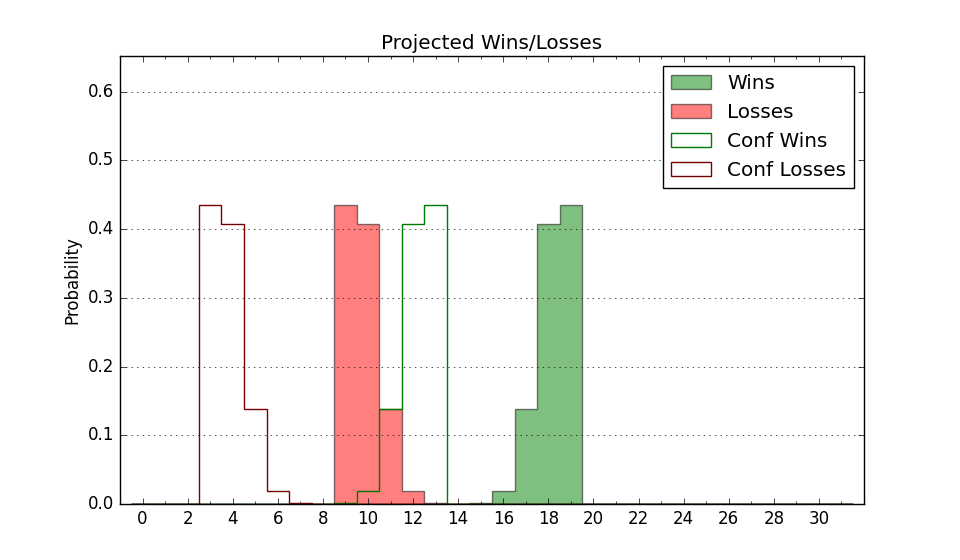 Projected Wins/Losses
Wins
Losses
Conf Wins
Conf Losses
Probability
0.6
0.5
0.4
0.3
0.2
0.1
0.0
0 2 4 6 8 10 12 14 16 18 20 22 24 26 28 30